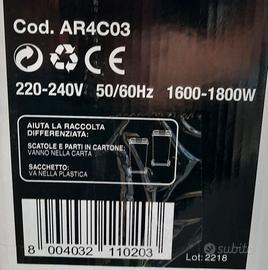 Cod. AR4C03
220-240V 50/60Hz 1600-1800W
AIUTA LA RACCOLTA
DIFFERENZIATA:
SCATOLE E PARTI IN CARTONE:
VANNO NELLA CARTA
SACCHETTO:
VA NELLA PLASTICA
8 004032 110203
Lot: 2218
subito